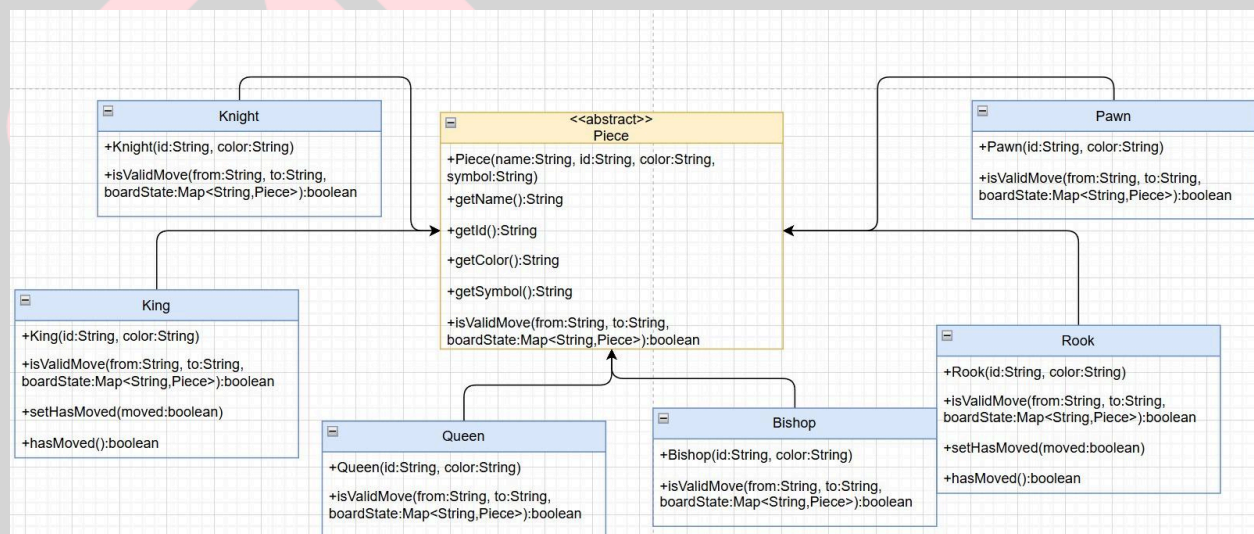 Knight
+Knight(id:String, color:String)
+isValidMove(from:String, to:String,
boardState:Map<String,Piece>):boolean
<<abstract>>
Piece
+Piece(name:String, id:String, color:String,
symbol:String)
+getName():String
+getId():String
+getColor():String
+getSymbol():String
+isValidMove(from:String, to:String,
boardState:Map<String,Piece>):boolean
Pawn
+Pawn(id:String, color:String)
+isValidMove(from:String, to:String,
boardState:Map<String,Piece>):boolean
King
+King(id:String, color:String)
+isValidMove(from:String, to:String,
boardState:Map<String,Piece>):boolean
+setHasMoved(moved:boolean)
+hasMoved():boolean
Queen
+Queen(id:String, color:String)
+isValidMove(from:String, to:String,
boardState:Map<String,Piece>):boolean
Bishop
+Bishop(id:String, color:String)
+isValidMove(from:String, to:String,
boardState:Map<String,Piece>):boolean
Rook
+Rook(id:String, color:String)
+isValidMove(from:String, to:String,
boardState:Map<String,Piece>):boolean
+setHasMoved(moved:boolean)
+hasMoved():boolean